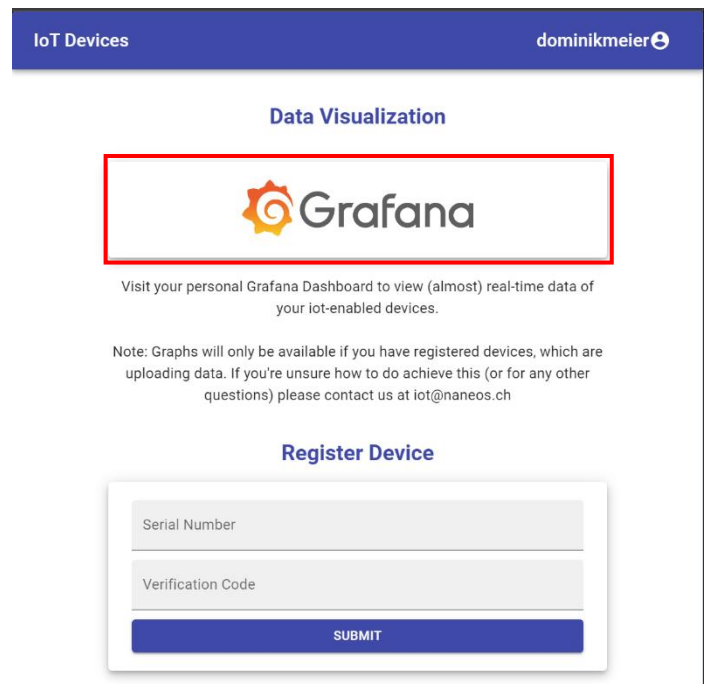 IoT Devices
dominikmeier
Data Visualization
Grafana
Visit your personal Grafana Dashboard to view (almost) real-time data of
your iot-enabled devices.
Note: Graphs will only be available if you have registered devices, which are
uploading data. If you're unsure how to do achieve this (or for any other
questions) please contact us at iot@naneos.ch
Register Device
Serial Number
Verification Code
SUBMIT